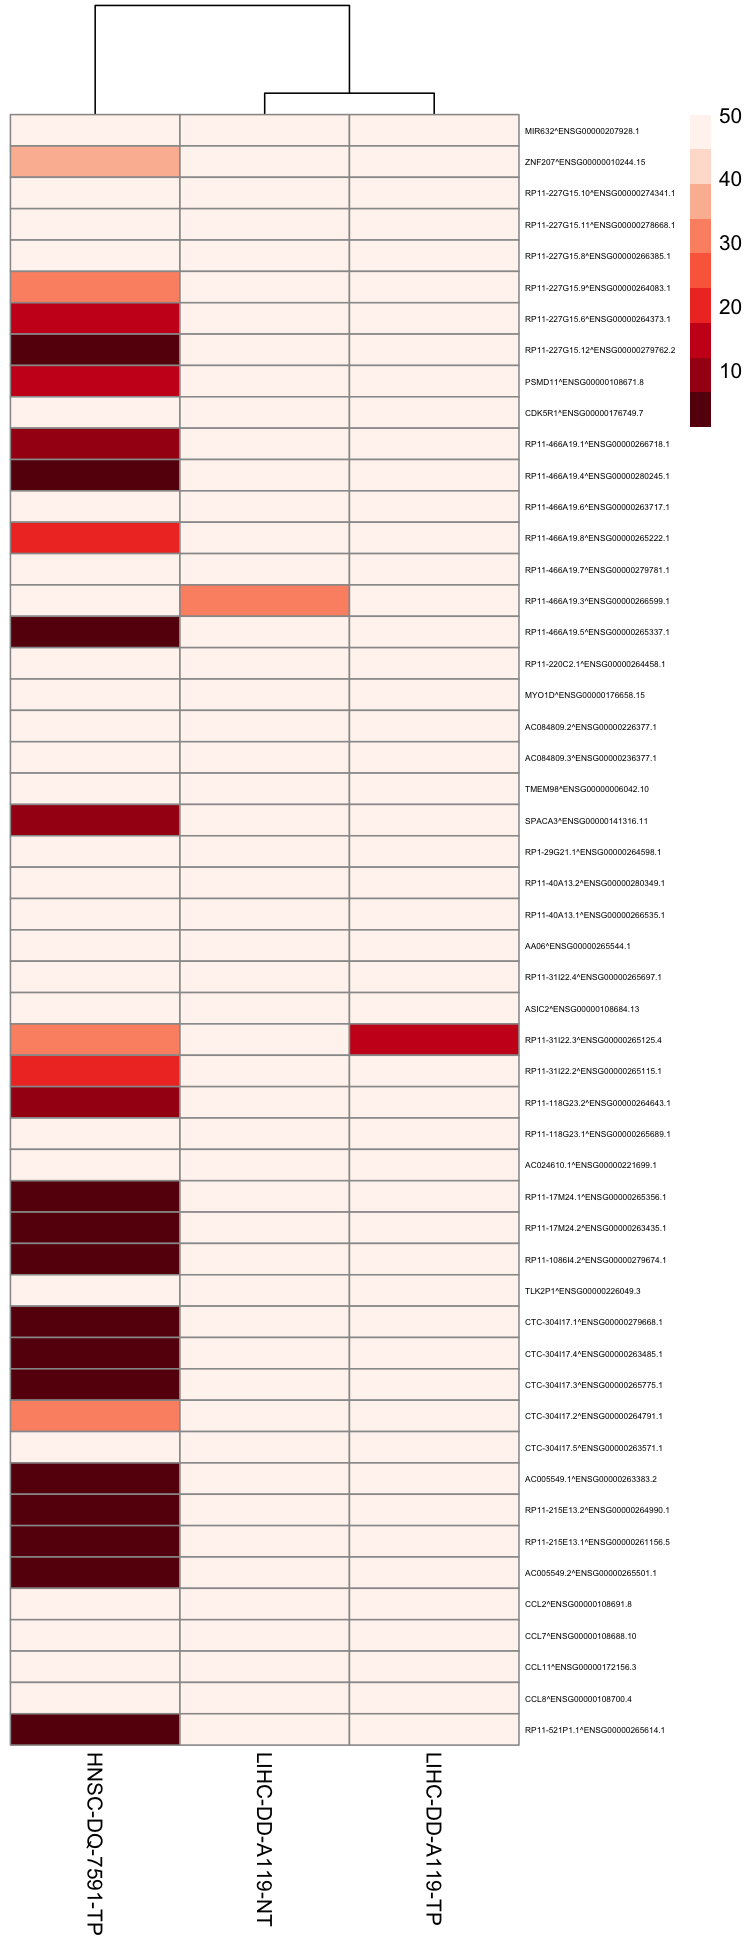 50
40
30
20
10
MIR632^ENSG00000207928.1
ZNF207^ENSG00000010244.15
RP11-227G15.10^ENSG00000274341.1
RP11-227G15.11^ENSG00000278668.1
RP11-227G15.8^ENSG00000266385.1
RP11-227G15.9^ENSG00000264083.1
RP11-227G15.6^ENSG00000264373.1
RP11-227G15.12^ENSG00000279762.2
PSMD11^ENSG00000108671.8
CDK5R1^ENSG00000176749.7
RP11-466A19.1^ENSG00000266718.1
RP11-466A19.4^ENSG00000280245.1
RP11-466A19.6^ENSG00000263717.1
RP11-466A19.8^ENSG00000265222.1
RP11-466A19.7^ENSG00000279781.1
RP11-466A19.3^ENSG00000266599.1
RP11-466A19.5^ENSG00000265337.1
RP11-220C2.1^ENSG00000264458.1
MYO1D^ENSG00000176658.15
AC084809.2^ENSG00000226377.1
AC084809.3^ENSG00000236377.1
TMEM98^ENSG00000006042.10
SPACA3^ENSG00000141316.11
RP1-29G21.1^ENSG00000264598.1
RP11-40A13.2^ENSG00000280349.1
RP11-40A13.1^ENSG00000266535.1
AA06^ENSG00000265544.1
RP11-31I22.4^ENSG00000265697.1
ASIC2^ENSG00000108684.13
RP11-31I22.3^ENSG00000265125.4
RP11-31I22.2^ENSG00000265115.1
RP11-118G23.2^ENSG00000264643.1
RP11-118G23.1^ENSG00000265689.1
AC024610.1^ENSG00000221699.1
RP11-17M24.1^ENSG00000265356.1
RP11-17M24.2^ENSG00000263435.1
RP11-1086I4.2^ENSG00000279674.1
TLK2P1^ENSG00000226049.3
CTC-304I17.1^ENSG00000279668.1
CTC-304I17.4^ENSG00000263485.1
CTC-304I17.3^ENSG00000265775.1
CTC-304I17.2^ENSG00000264791.1
CTC-304I17.5^ENSG00000263571.1
AC005549.1^ENSG00000263383.2
RP11-215E13.2^ENSG00000264990.1
RP11-215E13.1^ENSG00000261156.5
AC005549.2^ENSG00000265501.1
CCL2^ENSG00000108691.8
CCL7^ENSG00000108688.10
CCL11^ENSG00000172156.3
CCL8^ENSG00000108700.4
RP11-521P1.1^ENSG00000265614.1
HNSC-DQ-7591-TP
LIHC-DD-A119-NT
LIHC-DD-A119-TP